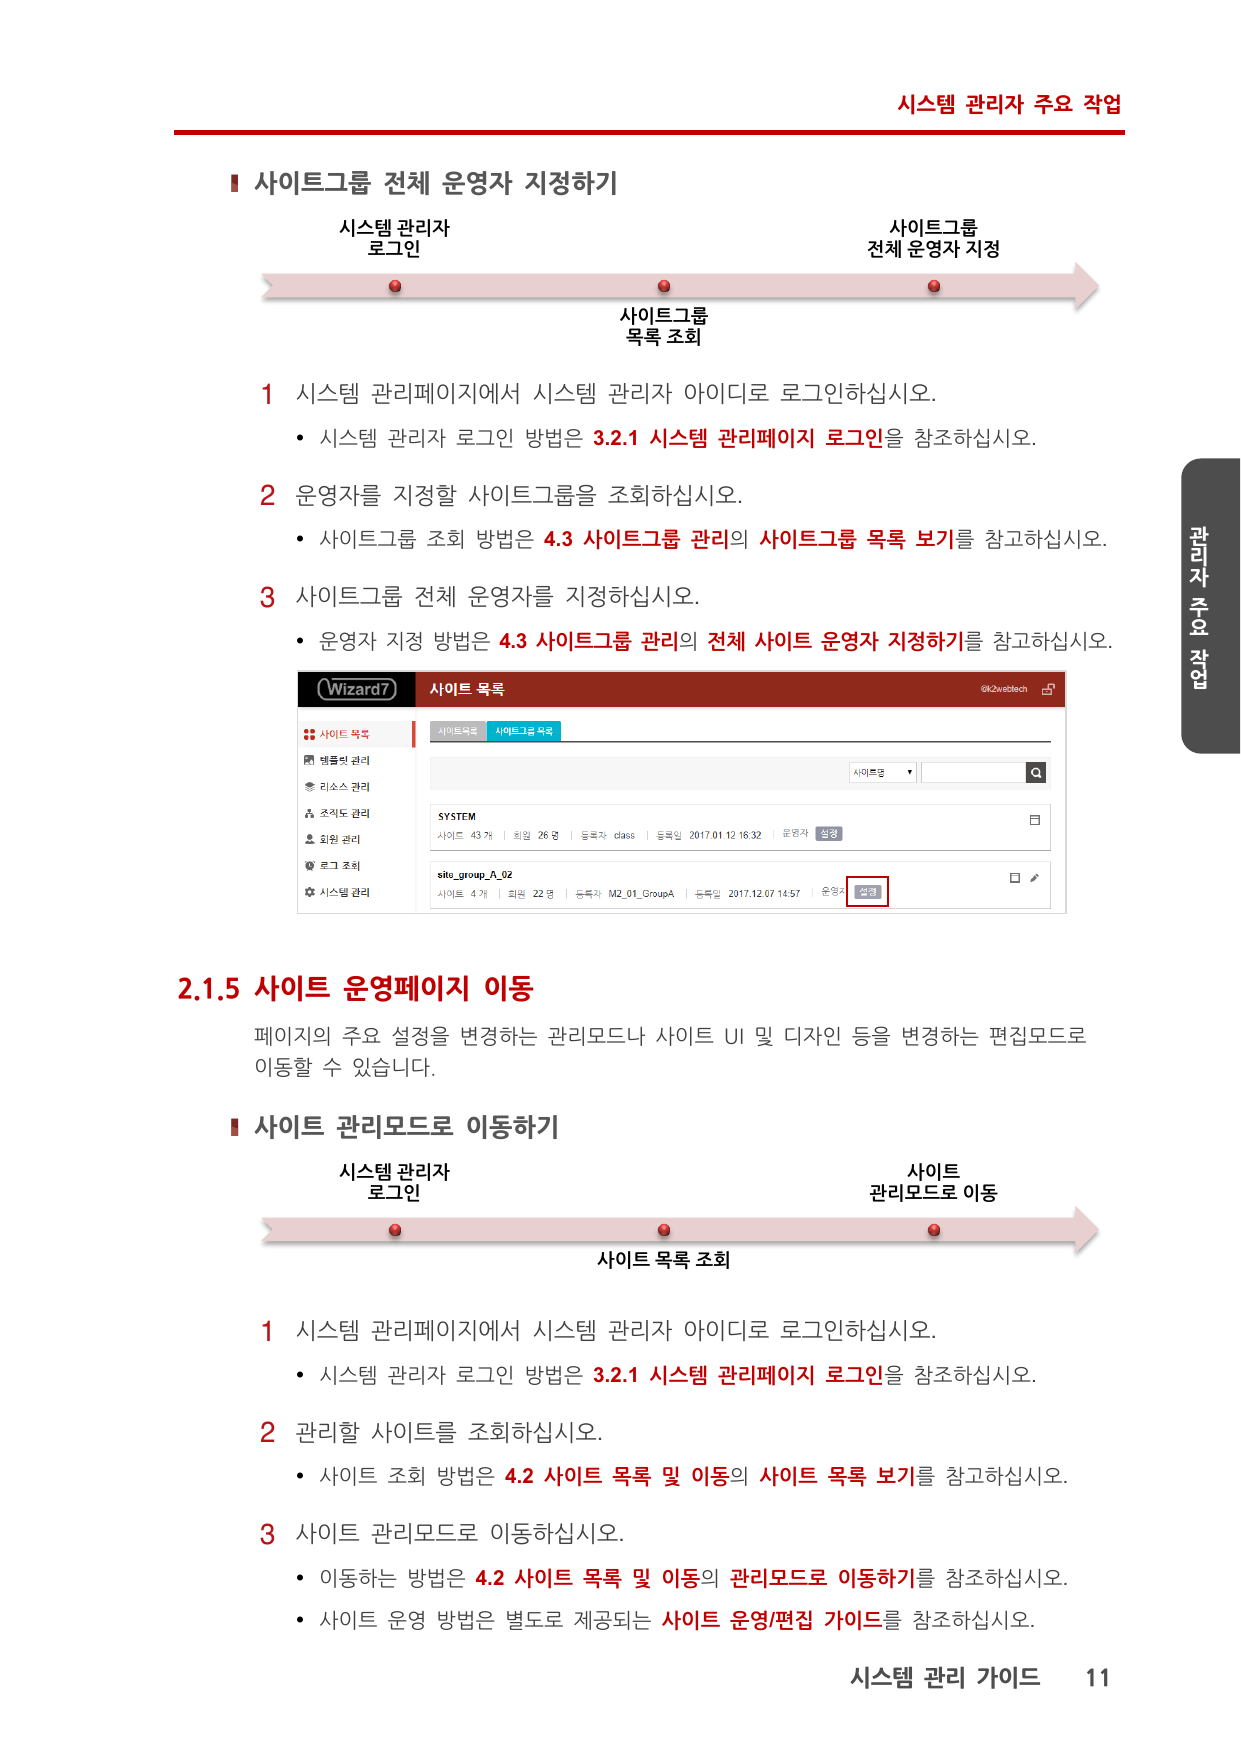 시스템 관리자 주요 작업
사이트그룹 전체 운영자 지정하기
시스템 관리자
로그인
사이트그룹
전체 운영자 지정
사이트그룹
목록 조회
1 시스템 관리페이지에서 시스템 관리자 아이디로 로그인하십시오.
• 시스템 관리자 로그인 방법은 3.2.1 시스템 관리페이지 로그인을 참조하십시오.
2 운영자를 지정할 사이트그룹을 조회하십시오.
• 사이트그룹 조회 방법은 4.3 사이트그룹 관리의 사이트그룹 목록 보기를 참고하십시오.
3 사이트그룹 전체 운영자를 지정하십시오.
• 운영자 지정 방법은 4.3 사이트그룹 관리의 전체 사이트 운영자 지정하기를 참고하십시오.
관리자 주요 작업
Wizard7 사이트 목록 @k2webtech
사이트 목록
템플릿 관리
리소스 관리
조직도 관리
회원 관리
로그 조회
시스템 관리
사이트목록 사이트그룹 목록
사이트명
SYSTEM
사이트 43 개 회원 26 명 등록자 class 등록일 2017.01.12 16:32 운영자 설정
site_group_A_02
사이트 4 개 회원 22 명 등록자 M2_01_GroupA 등록일 2017.12.07 14:57 운영자 설정
2.1.5 사이트 운영페이지 이동
페이지의 주요 설정을 변경하는 관리모드나 사이트 UI 및 디자인 등을 변경하는 편집모드로
이동할 수 있습니다.
사이트 관리모드로 이동하기
시스템 관리자
로그인
사이트
관리모드로 이동
사이트 목록 조회
1 시스템 관리페이지에서 시스템 관리자 아이디로 로그인하십시오.
• 시스템 관리자 로그인 방법은 3.2.1 시스템 관리페이지 로그인을 참조하십시오.
2 관리할 사이트를 조회하십시오.
• 사이트 조회 방법은 4.2 사이트 목록 및 이동의 사이트 목록 보기를 참고하십시오.
3 사이트 관리모드로 이동하십시오.
• 이동하는 방법은 4.2 사이트 목록 및 이동의 관리모드로 이동하기를 참조하십시오.
• 사이트 운영 방법은 별도로 제공되는 사이트 운영/편집 가이드를 참조하십시오.
시스템 관리 가이드 11